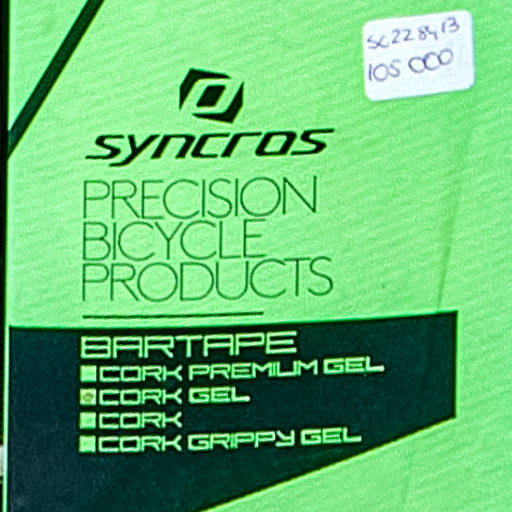 SC228413
105 000
SYNCROS
PRECISION
BICYCLE
PRODUCTS
BARTAPE
CORK PREMIUM GEL
CORK GEL
CORK
CORK GRIPPY GEL